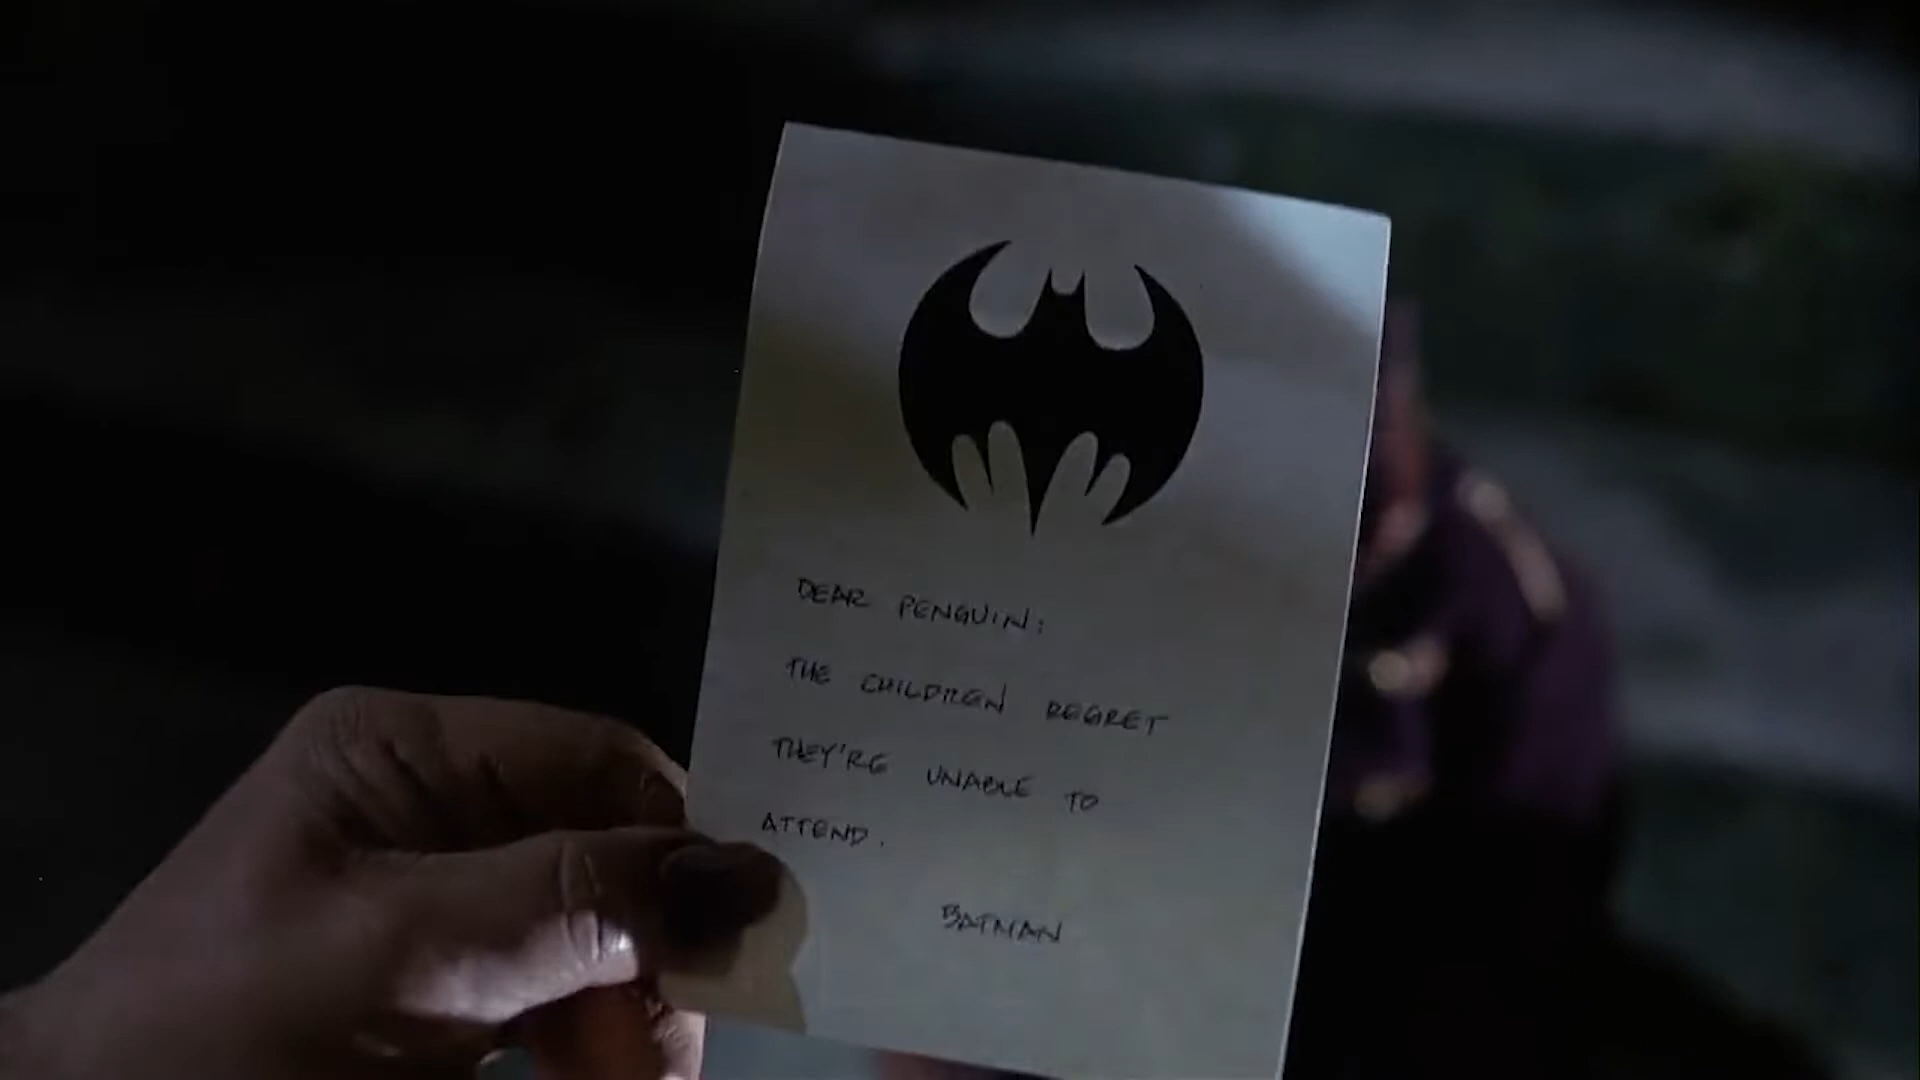 DEAR PENGUIN:
THE CHILDREN REGRET
THEY'RE UNABLE TO
ATTEND.
BATMAN